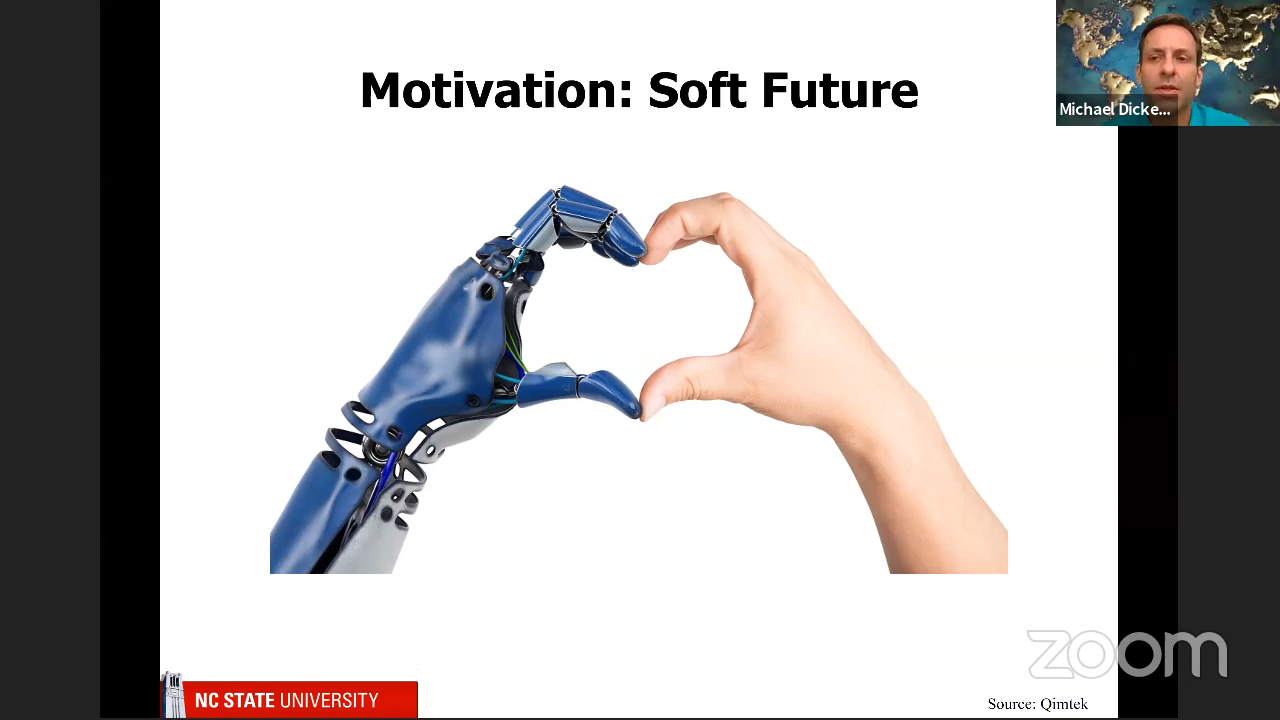 Motivation: Soft Future
Michael Dicke...
NC STATE UNIVERSITY
zoom
Source: Qimtek